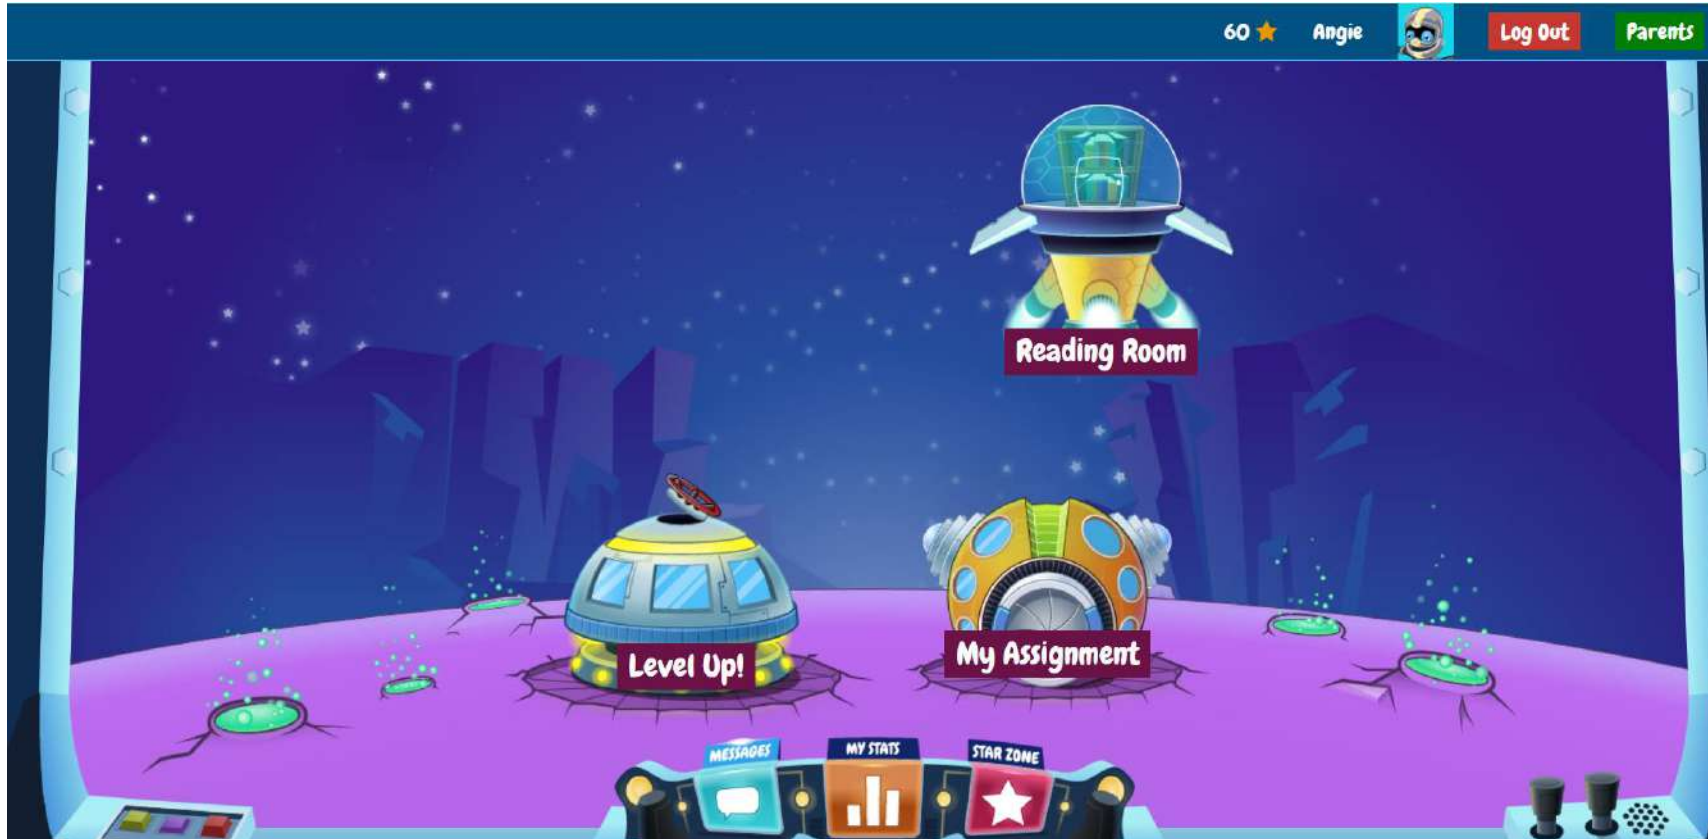 60
Angie
Log Out
Parents
Reading Room
Level Up!
My Assignment
MESSAGES
MY STATS
STAR ZONE